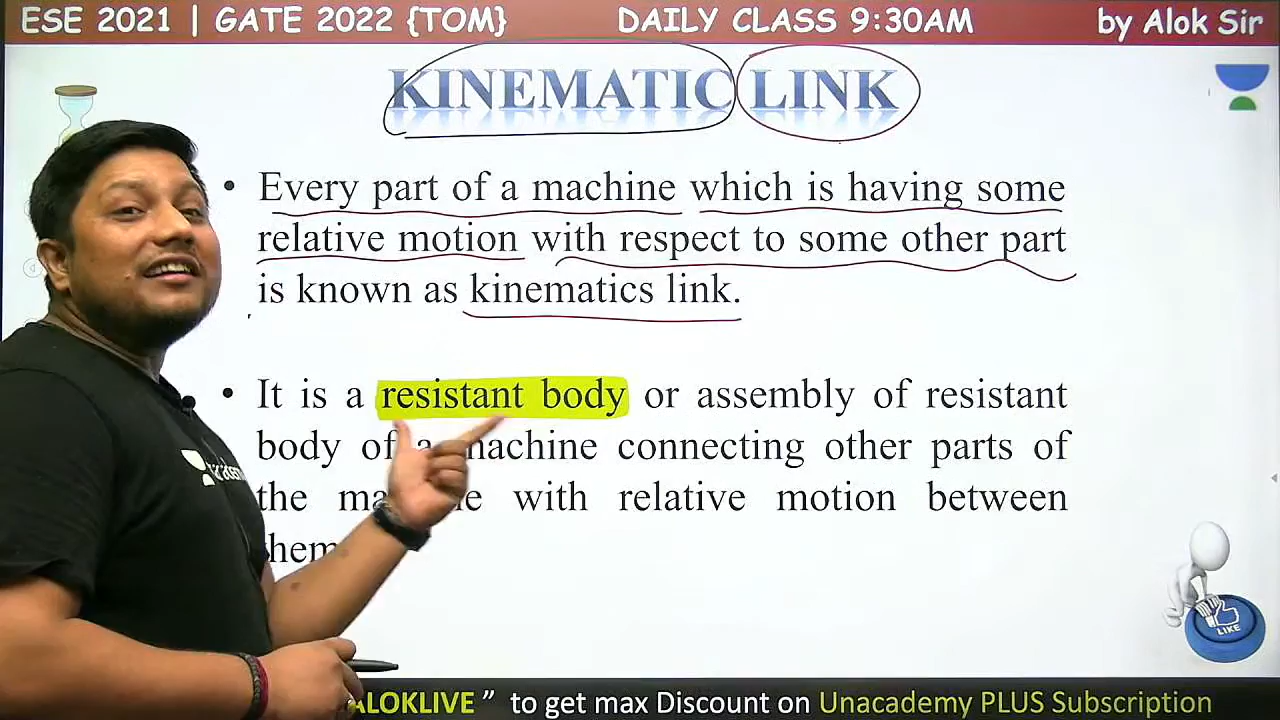 ESE 2021 | GATE 2022 {TOM} DAILY CLASS 9:30AM by Alok Sir
KINEMATIC LINK
• Every part of a machine which is having some
relative motion with respect to some other part
is known as kinematics link.
• It is a resistant body or assembly of resistant
body of a machine connecting other parts of
the with relative motion between
ALOKLIVE ” to get max Discount on Unacademy PLUS Subscription
LIKE